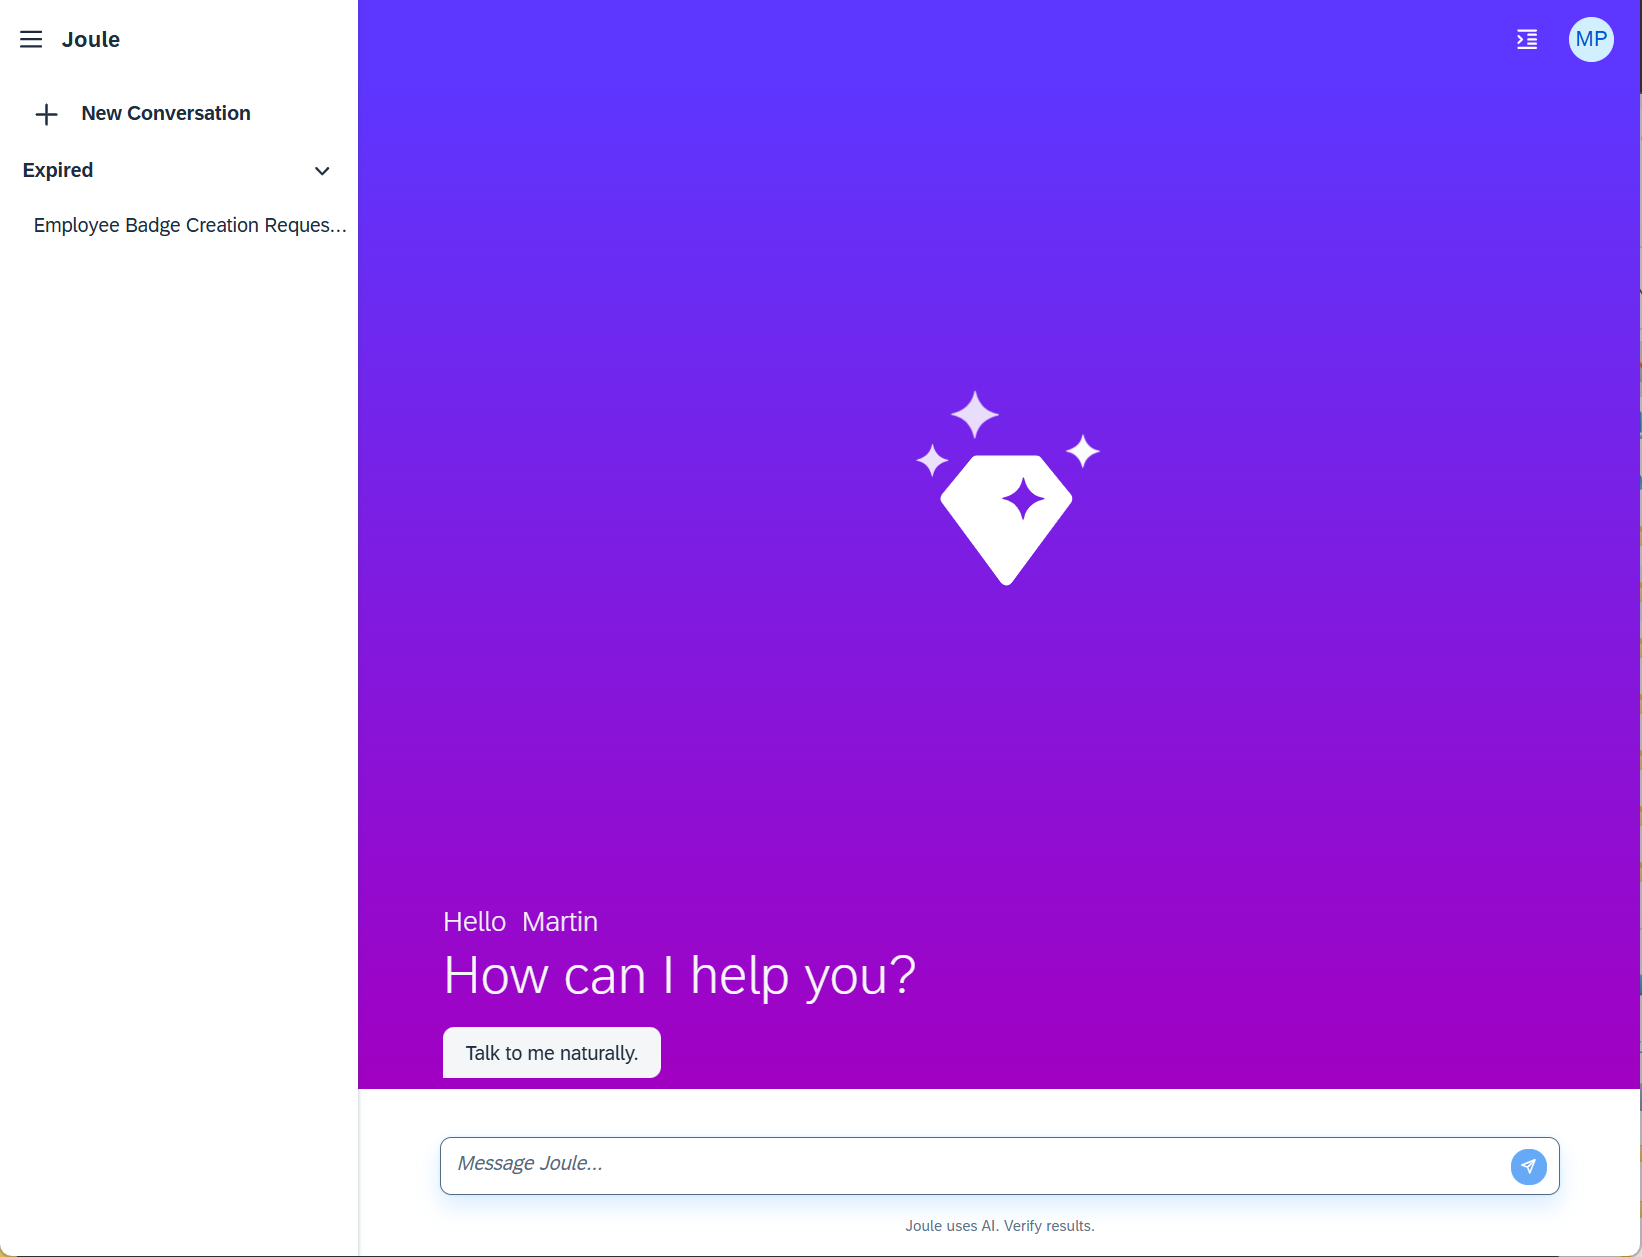 Joule
MP
New Conversation
Expired
Employee Badge Creation Reques...
Hello Martin
How can I help you?
Talk to me naturally.
Message Joule...
Joule uses AI. Verify results.